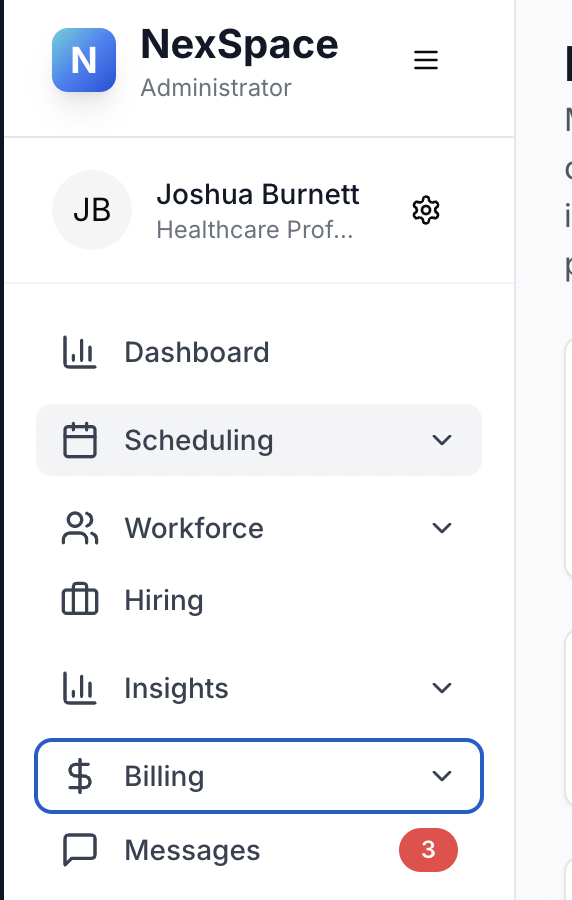 N
NexSpace
Administrator
JB
Joshua Burnett
Healthcare Prof...
Dashboard
Scheduling
Workforce
Hiring
Insights
Billing
Messages
3